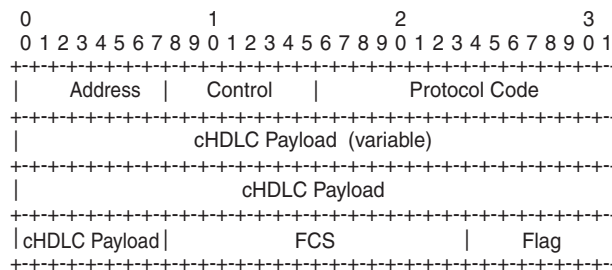 0 1 2 3
0 1 2 3 4 5 6 7 8 9 0 1 2 3 4 5 6 7 8 9 0 1 2 3 4 5 6 7 8 9 0 1
+-+-+-+-+-+-+-+-+-+-+-+-+-+-+-+-+-+-+-+-+-+-+-+-+-+-+-+-+-+-+-+-
| Address | Control | Protocol Code
+-+-+-+-+-+-+-+-+-+-+-+-+-+-+-+-+-+-+-+-+-+-+-+-+-+-+-+-+-+-+-+-
| cHDLC Payload (variable)
+-+-+-+-+-+-+-+-+-+-+-+-+-+-+-+-+-+-+-+-+-+-+-+-+-+-+-+-+-+-+-+-
| cHDLC Payload
+-+-+-+-+-+-+-+-+-+-+-+-+-+-+-+-+-+-+-+-+-+-+-+-+-+-+-+-+-+-+-+-
| cHDLC Payload | FCS | Flag
+-+-+-+-+-+-+-+-+-+-+-+-+-+-+-+-+-+-+-+-+-+-+-+-+-+-+-+-+-+-+-+-